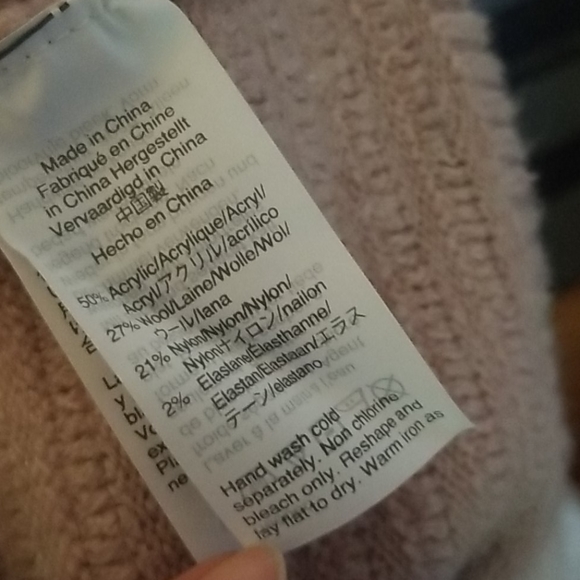 Made in China
Fabriqué en Chine
in China Hergestellt
Vervaardigd in China
中国製
Hecho en China
50% Acrylic/Acrylique/Acryl/
Acryl/アクリル/acrílico
27% Wool/Laine/Wolle/Wol/
ウール/lana
21% Nylon/Nylon/Nylon/
Nylon/ナイロン/nailon
2% Elastane/Elasthanne/
Elastan/Elastaan/エラス
テーン/elastano
Hand wash cold
separately. Non chlorine
bleach only. Reshape and
lay flat to dry. Warm iron as